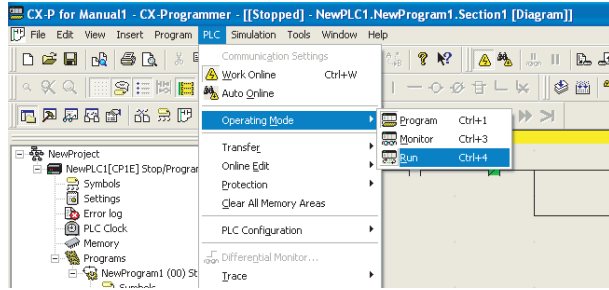 CX-P for Manual1 - CX-Programmer - [[Stopped] - NewPLC1.NewProgram1.Section1 [Diagram]]
File Edit View Insert Program PLC Simulation Tools Window Help
Communication Settings
Work Online Ctrl+W
Auto Online
Operating Mode
Program Ctrl+1
Monitor Ctrl+3
Run Ctrl+4
Transfer
Online Edit
Protection
Clear All Memory Areas
PLC Configuration
Differential Monitor...
Trace
NewProject
NewPLC1[CP1E] Stop/Progra
Symbols
Settings
Error log
PLC Clock
Memory
Programs
NewProgram1 (00) St
Symbols